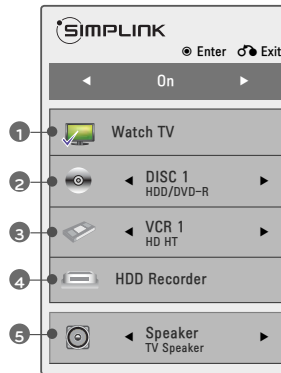 SIMPLINK
Enter Exit
On
1 Watch TV
2 DISC 1
HDD/DVD-R
3 VCR 1
HD HT
4 HDD Recorder
5 Speaker
TV Speaker